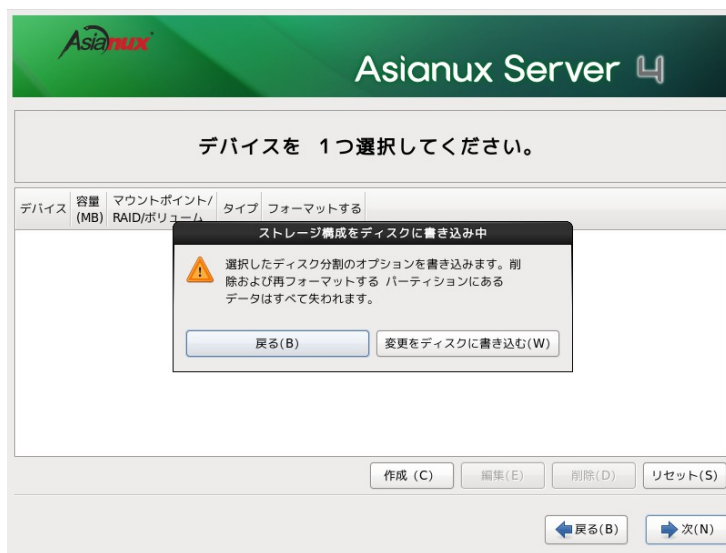 Asianux
Asianux Server 4
デバイスを 1つ選択してください。
デバイス
容量
(MB)
マウントポイント/
RAID/ボリューム
タイプ
フォーマットする
ストレージ構成をディスクに書き込み中
選択したディスク分割のオプションを書き込みます。削
除および再フォーマットする パーティションにある
データはすべて失われます。
戻る(B)
変更をディスクに書き込む(W)
作成 (C)
編集(E)
削除(D)
リセット(S)
戻る(B)
次(N)